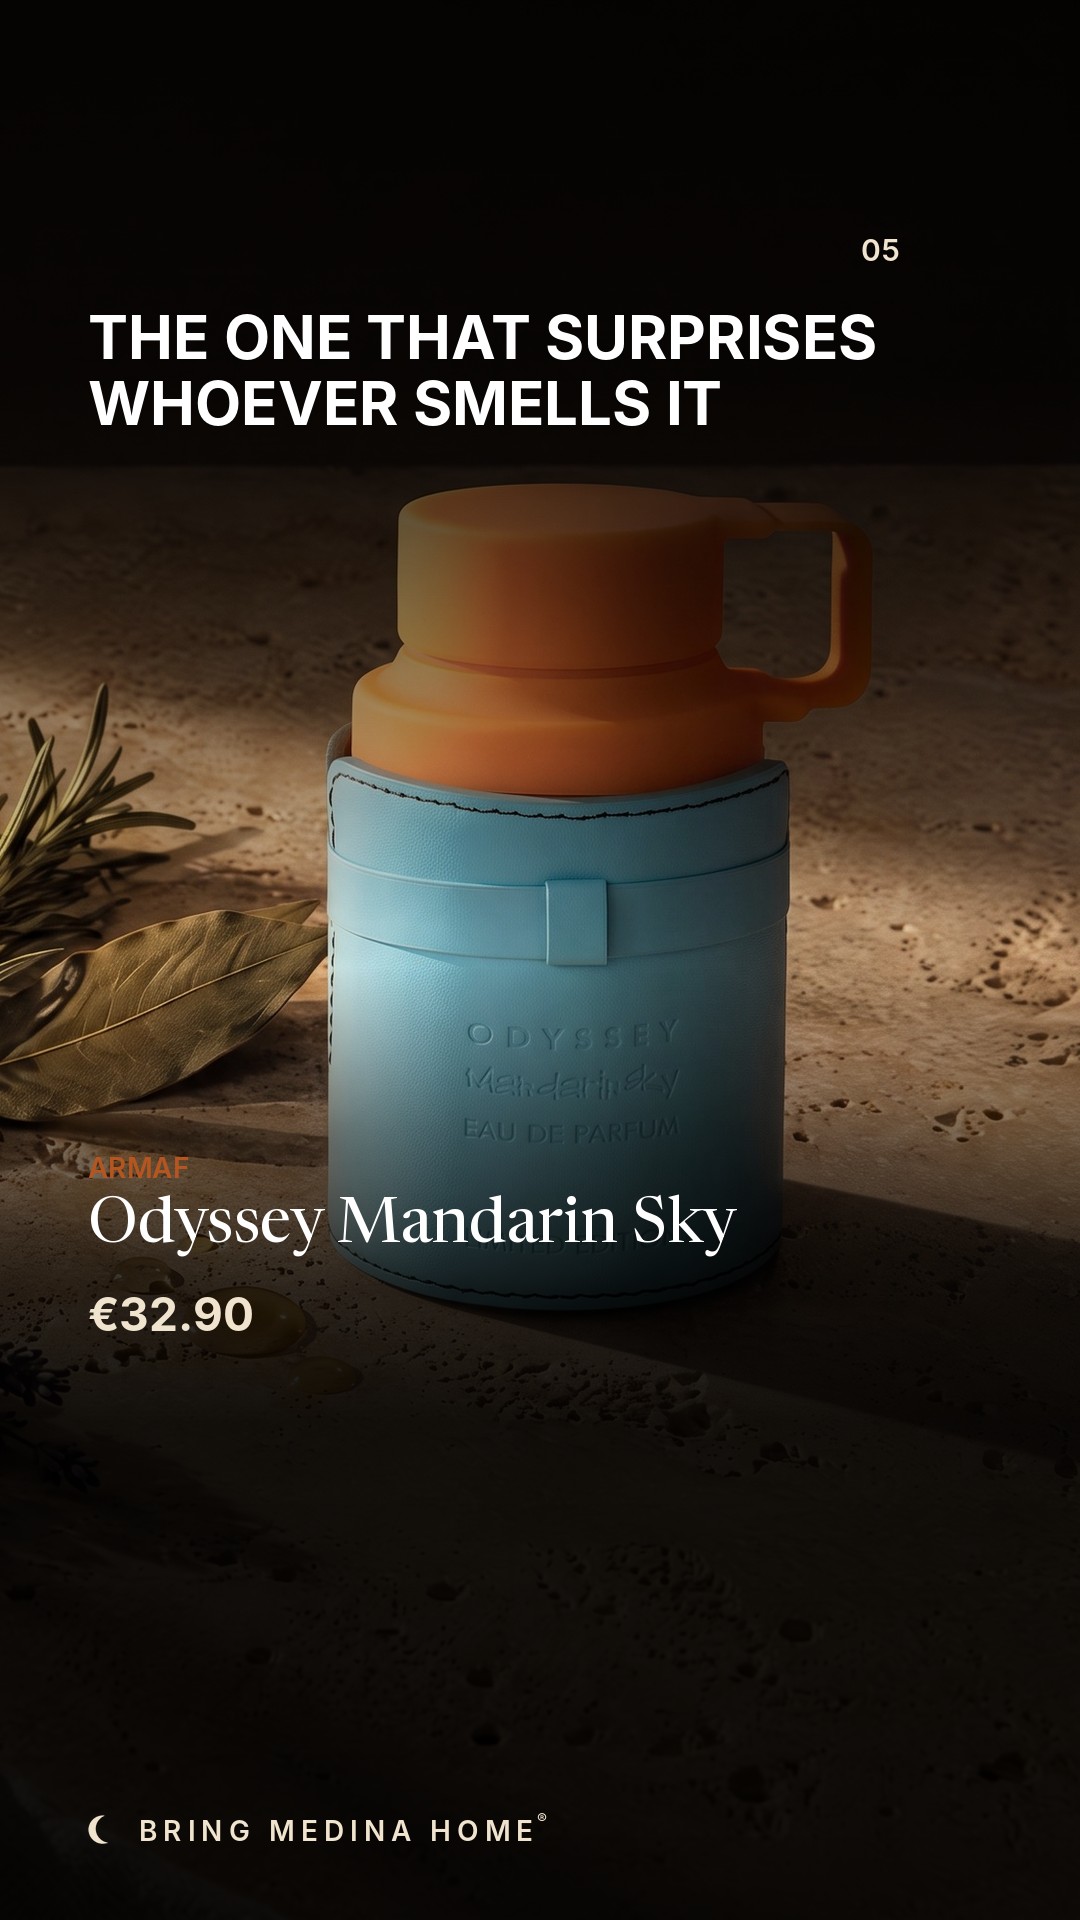 05
THE ONE THAT SURPRISES
WHOEVER SMELLS IT
ODYSSEY
Mandarin Sky
EAU DE PARFUM
ARMAF
Odyssey Mandarin Sky
€32.90
BRING MEDINA HOME®